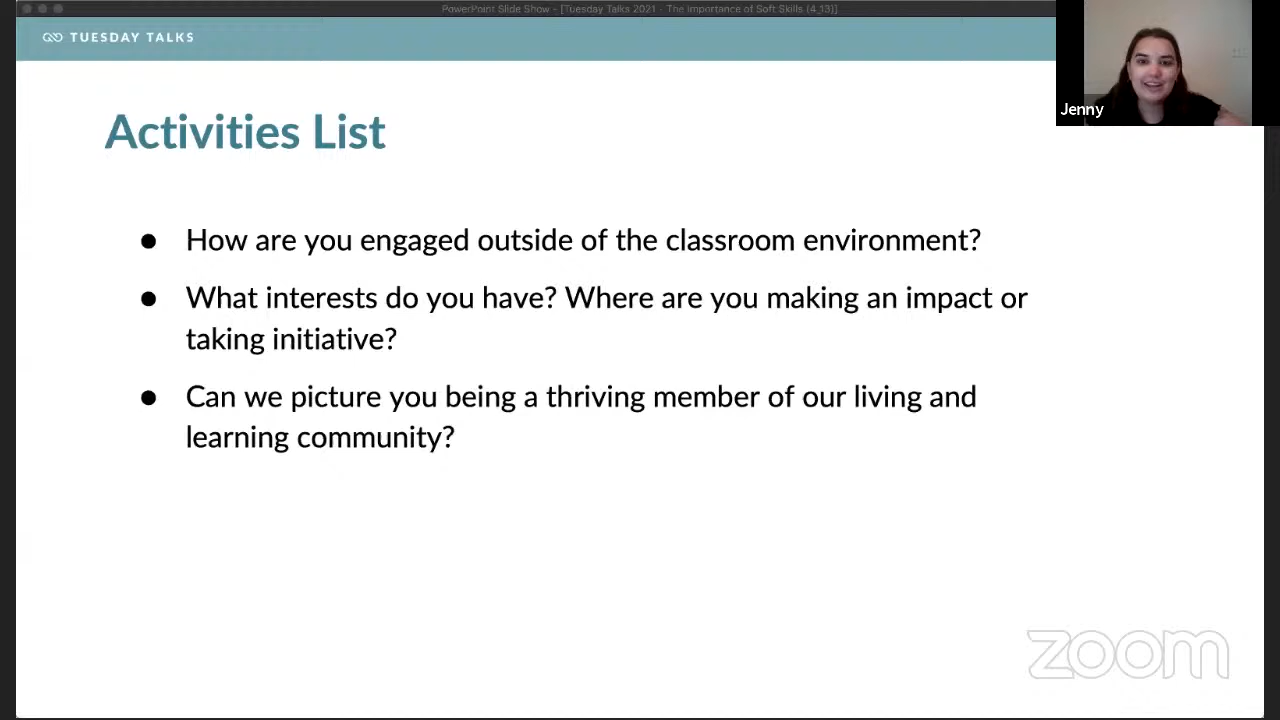 PowerPoint Slide Show - [Tuesday Talks 2021 - The Importance of Soft Skills (4_13)]
TUESDAY TALKS
Jenny
Activities List
● How are you engaged outside of the classroom environment?
● What interests do you have? Where are you making an impact or
taking initiative?
● Can we picture you being a thriving member of our living and
learning community?
zoom